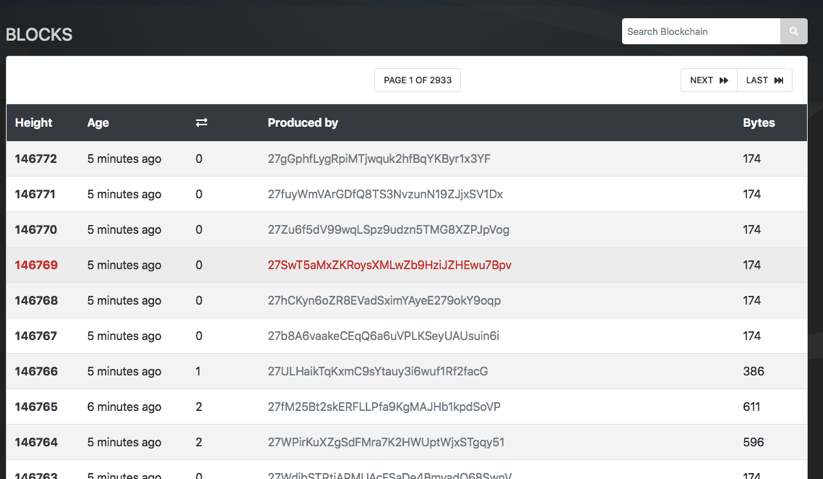 BLOCKS
Search Blockchain
PAGE 1 OF 2933
NEXT
LAST
Height Age Produced by Bytes
146772 5 minutes ago 0 27gGphfLygRpiMTjwquk2hfBqYKByr1x3YF 174
146771 5 minutes ago 0 27fuyWmVArGDfQ8TS3NvzunN19ZJjxSV1Dx 174
146770 5 minutes ago 0 27Zu6f5dV99wqLSpz9udzn5TMG8XZPJpVog 174
146769 5 minutes ago 0 27SwT5aMxZKRoysXMLwZb9HziJZHEwu7Bpv 174
146768 5 minutes ago 0 27hCKyn6oZR8EVadSximYAyeE279okY9oqp 174
146767 5 minutes ago 0 27b8A6vaakeCEqQ6a6uVPLKSeyUAUsuin6i 174
146766 5 minutes ago 1 27ULHaikTqKxmC9sYtauy3i6wuf1Rf2facG 386
146765 6 minutes ago 2 27fM25Bt2skERFLLPfa9KgMAJHb1kpdSoVP 611
146764 5 minutes ago 2 27WPirKuXZgSdFMra7K2HWUptWjxSTgqy51 596
146763 5 minutes ago 0 174